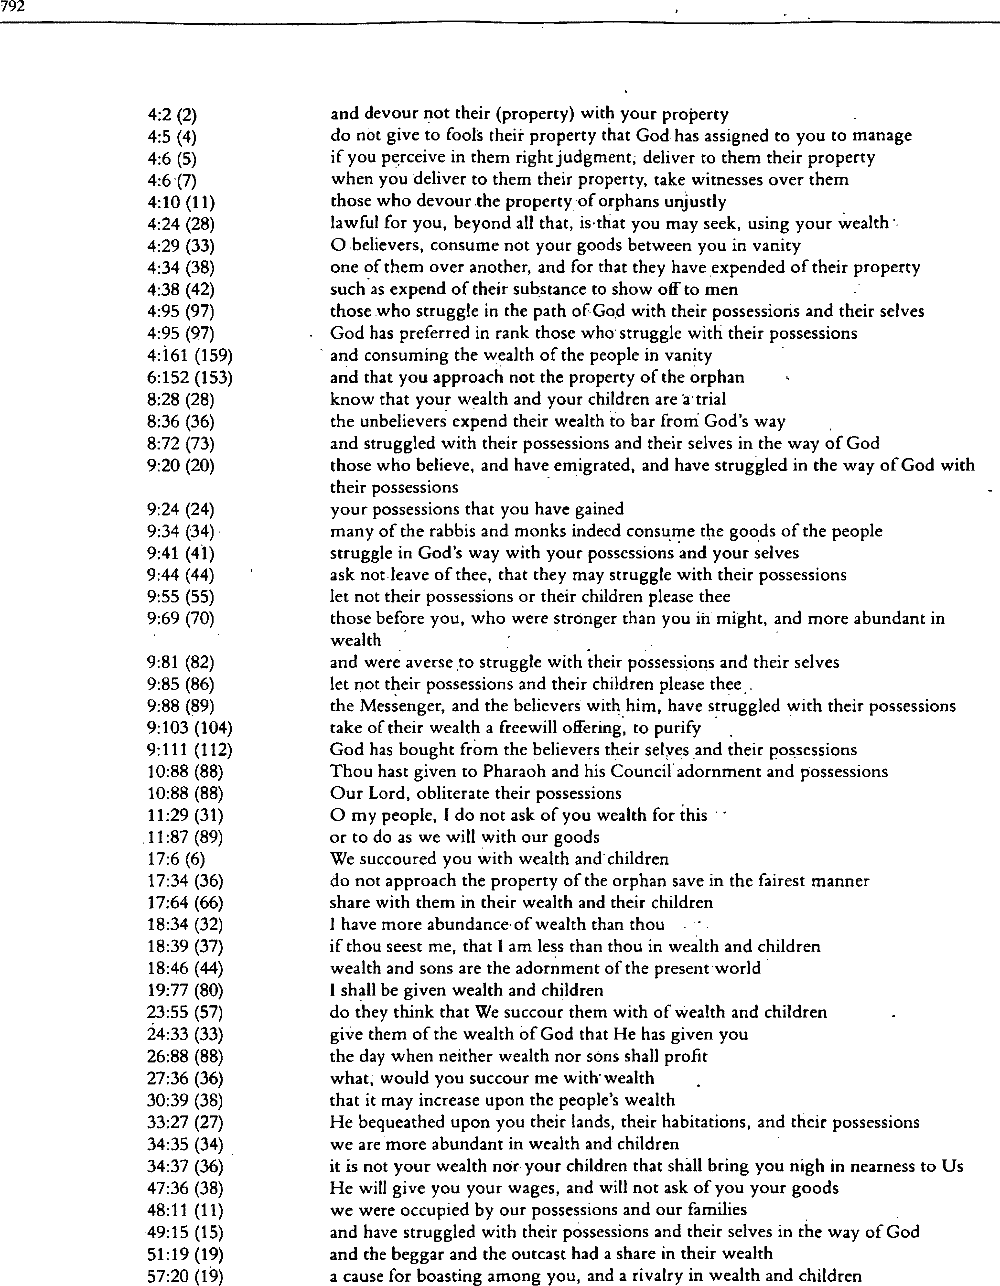 792
4:2 (2) and devour not their (property) with your property
4:5 (4) do not give to fools their property that God has assigned to you to manage
4:6 (5) if you perceive in them right judgment, deliver to them their property
4:6 (7) when you deliver to them their property, take witnesses over them
4:10 (11) those who devour the property of orphans unjustly
4:24 (28) lawful for you, beyond all that, is that you may seek, using your wealth
4:29 (33) O believers, consume not your goods between you in vanity
4:34 (38) one of them over another, and for that they have expended of their property
4:38 (42) such as expend of their substance to show off to men
4:95 (97) those who struggle in the path of God with their possessions and their selves
4:95 (97) God has preferred in rank those who struggle with their possessions
4:161 (159) and consuming the wealth of the people in vanity
6:152 (153) and that you approach not the property of the orphan
8:28 (28) know that your wealth and your children are a trial
8:36 (36) the unbelievers expend their wealth to bar from God's way
8:72 (73) and struggled with their possessions and their selves in the way of God
9:20 (20) those who believe, and have emigrated, and have struggled in the way of God with
their possessions
9:24 (24) your possessions that you have gained
9:34 (34) many of the rabbis and monks indeed consume the goods of the people
9:41 (41) struggle in God's way with your possessions and your selves
9:44 (44) ask not leave of thee, that they may struggle with their possessions
9:55 (55) let not their possessions or their children please thee
9:69 (70) those before you, who were stronger than you in might, and more abundant in
wealth
9:81 (82) and were averse to struggle with their possessions and their selves
9:85 (86) let not their possessions and their children please thee
9:88 (89) the Messenger, and the believers with him, have struggled with their possessions
9:103 (104) take of their wealth a freewill offering, to purify
9:111 (112) God has bought from the believers their selves and their possessions
10:88 (88) Thou hast given to Pharaoh and his Council adornment and possessions
10:88 (88) Our Lord, obliterate their possessions
11:29 (31) O my people, I do not ask of you wealth for this
11:87 (89) or to do as we will with our goods
17:6 (6) We succoured you with wealth and children
17:34 (36) do not approach the property of the orphan save in the fairest manner
17:64 (66) share with them in their wealth and their children
18:34 (32) I have more abundance of wealth than thou
18:39 (37) if thou seest me, that I am less than thou in wealth and children
18:46 (44) wealth and sons are the adornment of the present world
19:77 (80) I shall be given wealth and children
23:55 (57) do they think that We succour them with of wealth and children
24:33 (33) give them of the wealth of God that He has given you
26:88 (88) the day when neither wealth nor sons shall profit
27:36 (36) what, would you succour me with wealth
30:39 (38) that it may increase upon the people's wealth
33:27 (27) He bequeathed upon you their lands, their habitations, and their possessions
34:35 (34) we are more abundant in wealth and children
34:37 (36) it is not your wealth nor your children that shall bring you nigh in nearness to Us
47:36 (38) He will give you your wages, and will not ask of you your goods
48:11 (11) we were occupied by our possessions and our families
49:15 (15) and have struggled with their possessions and their selves in the way of God
51:19 (19) and the beggar and the outcast had a share in their wealth
57:20 (19) a cause for boasting among you, and a rivalry in wealth and children